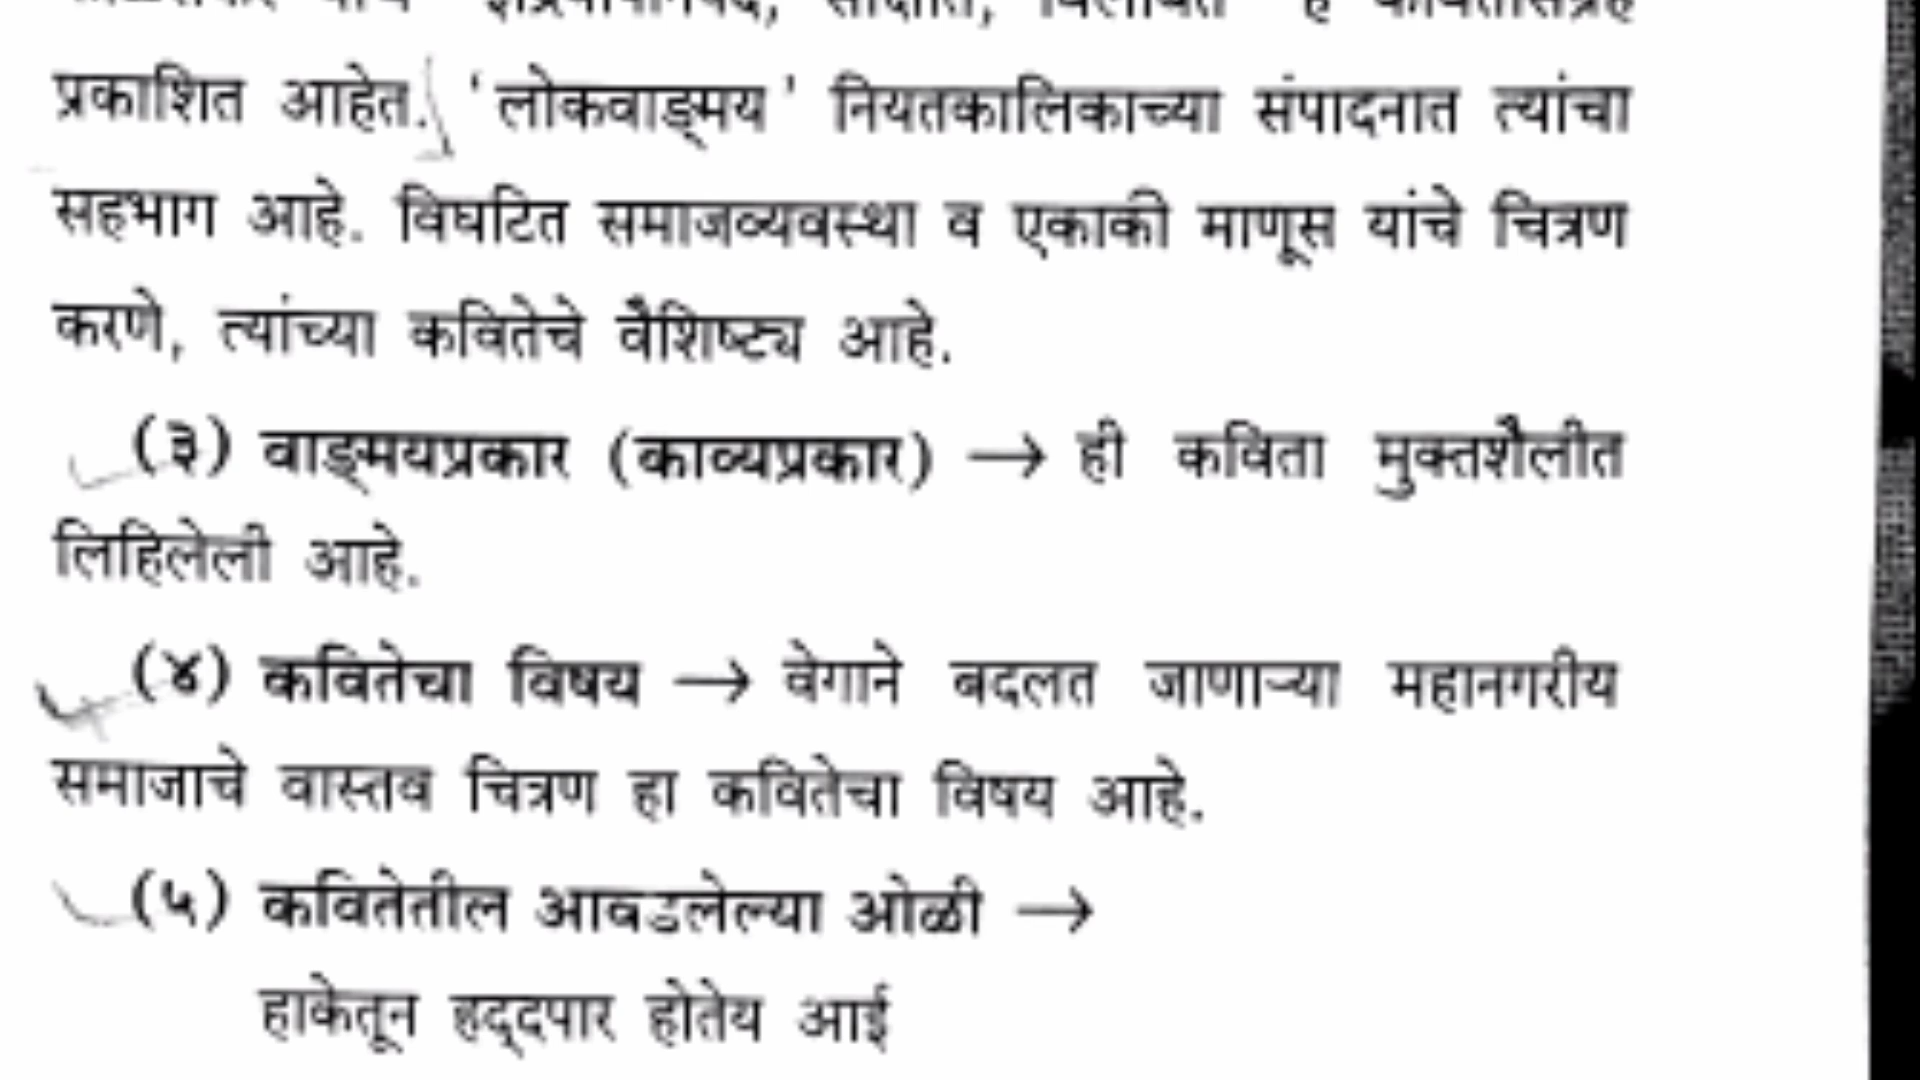 हे
प्रकाशित आहेत. ‘लोकवाङ्मय’ नियतकालिकाच्या संपादनात त्यांचा
सहभाग आहे. विघटित समाजव्यवस्था व एकाकी माणूस यांचे चित्रण
करणे, त्यांच्या कवितेचे वैशिष्ट्य आहे.
(३) वाङ्मयप्रकार (काव्यप्रकार) → ही कविता मुक्तशैलीत
लिहिलेली आहे.
(४) कवितेचा विषय → वेगाने बदलत जाणाऱ्या महानगरीय
समाजाचे वास्तव चित्रण हा कवितेचा विषय आहे.
(५) कवितेतील आवडलेल्या ओळी →
हाकेतून हद्दपार होतेय आई